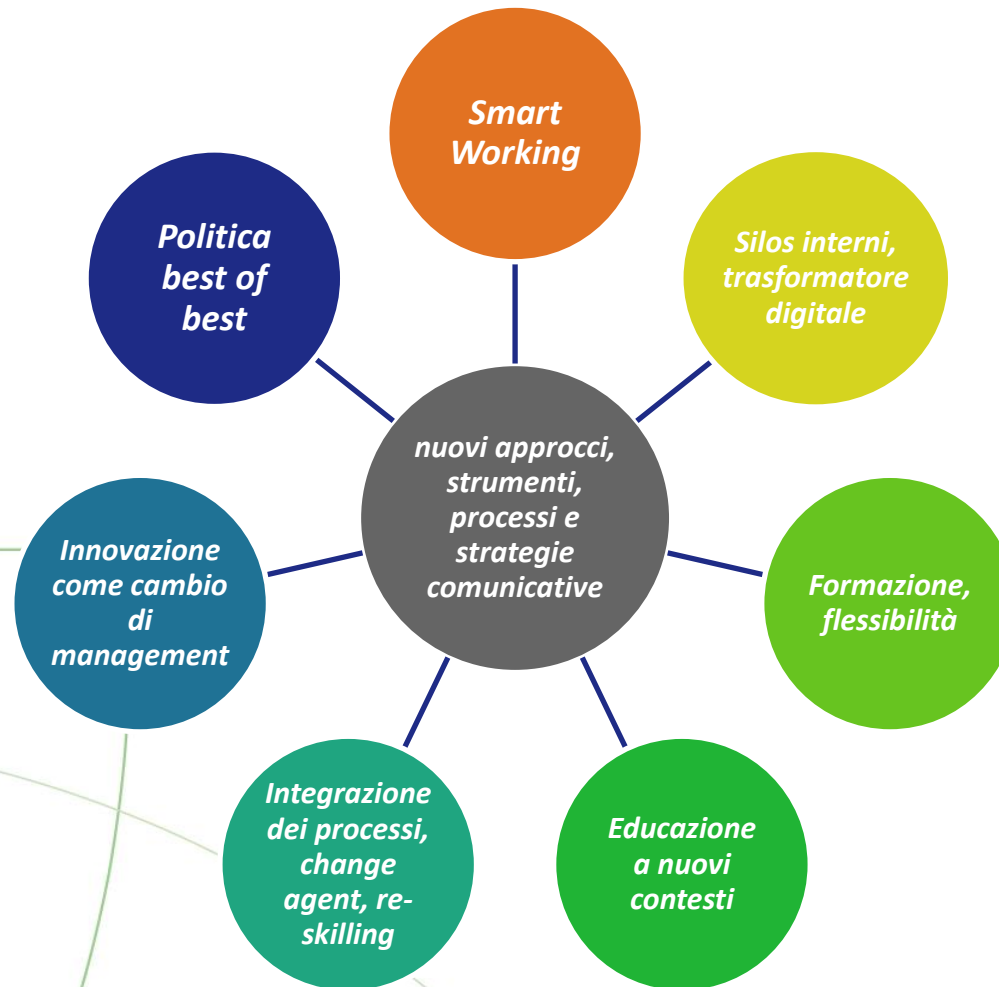 Smart
Working
Silos interni,
trasformatore
digitale
Formazione,
flessibilità
Educazione
a nuovi
contesti
Integrazione
dei processi,
change
agent, re-
skilling
Innovazione
come cambio
di
management
Politica
best of
best
nuovi approcci,
strumenti,
processi e
strategie
comunicative